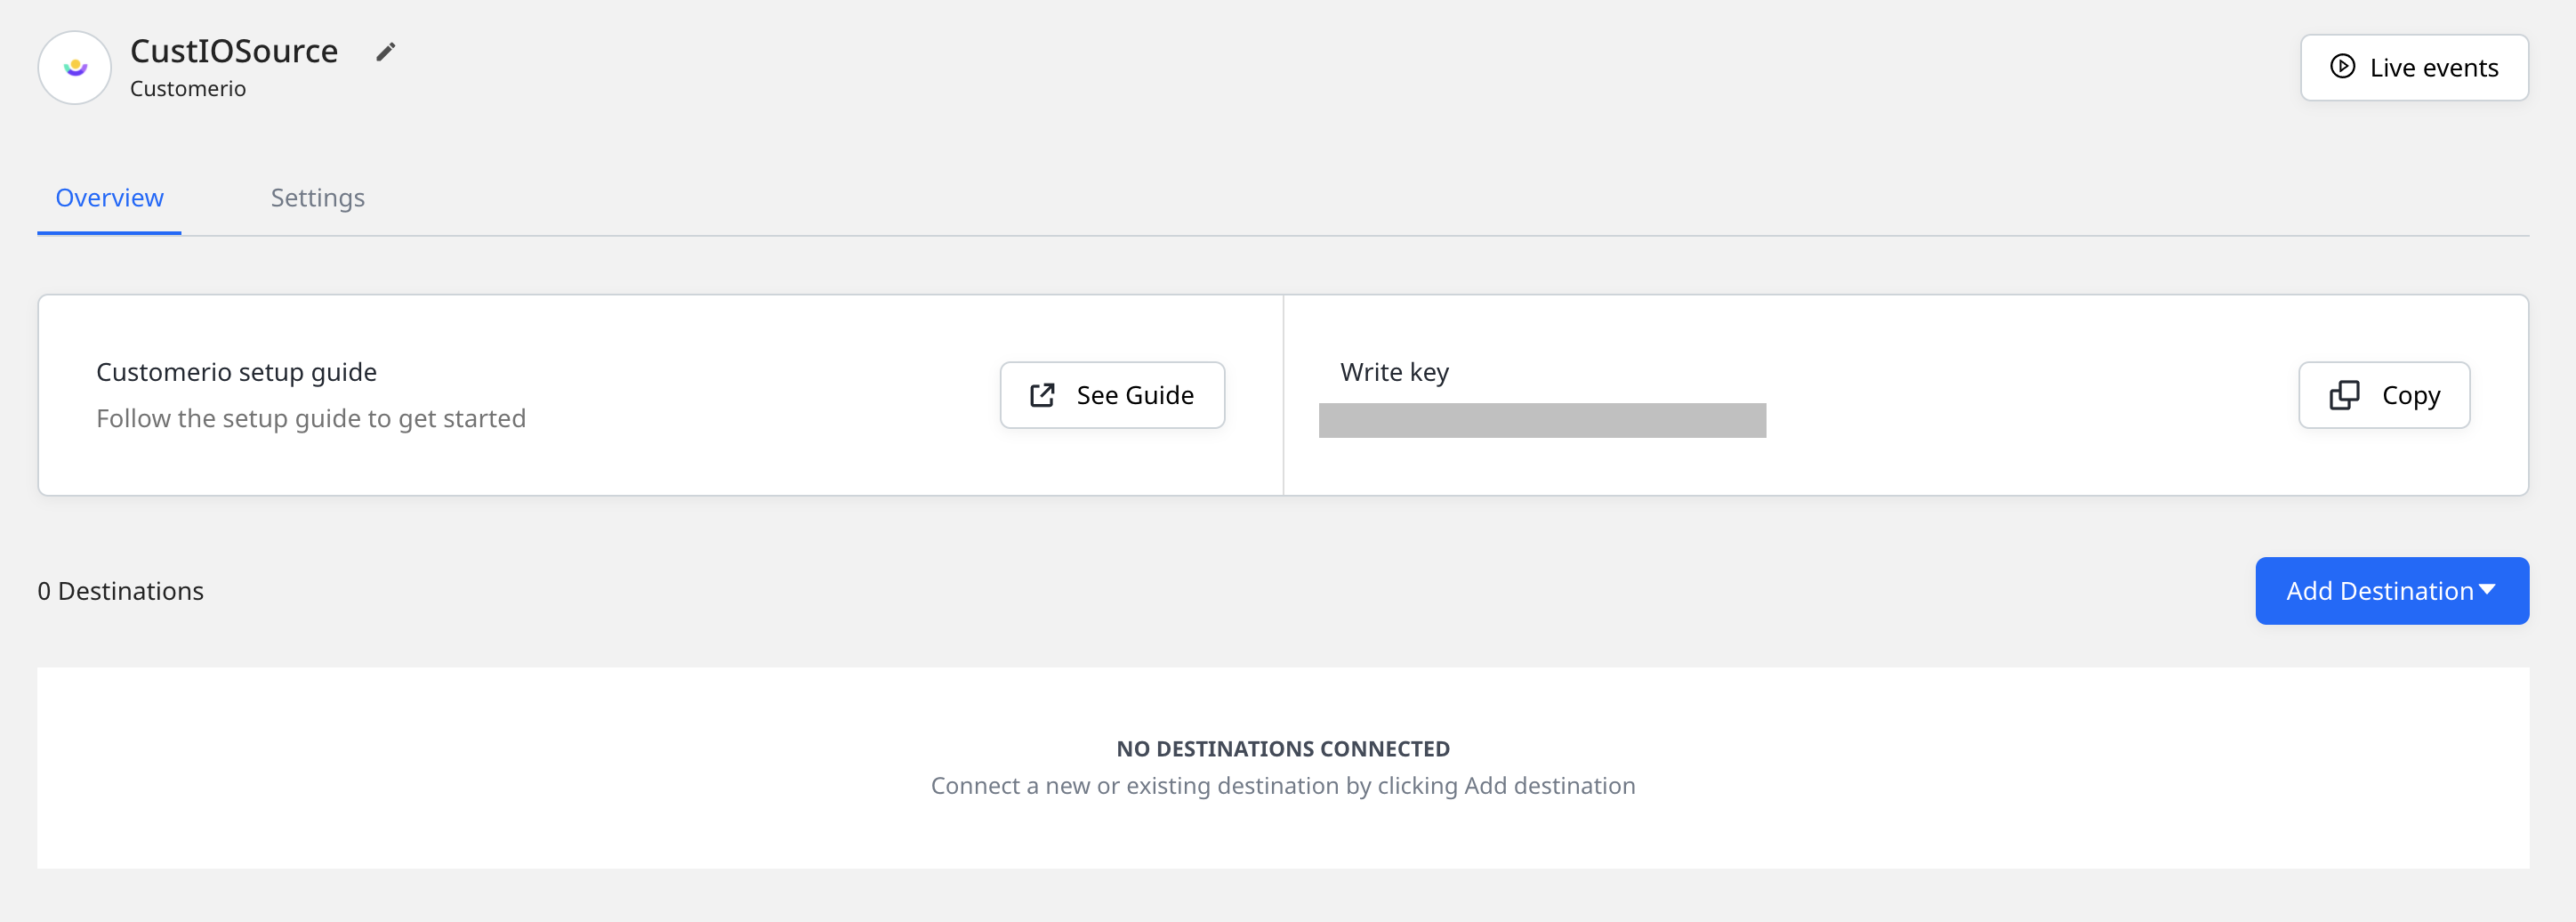 CustIOSource
Customerio
Live events
Overview
Settings
Customerio setup guide
Follow the setup guide to get started
See Guide
Write key
Copy
0 Destinations
Add Destination
NO DESTINATIONS CONNECTED
Connect a new or existing destination by clicking Add destination